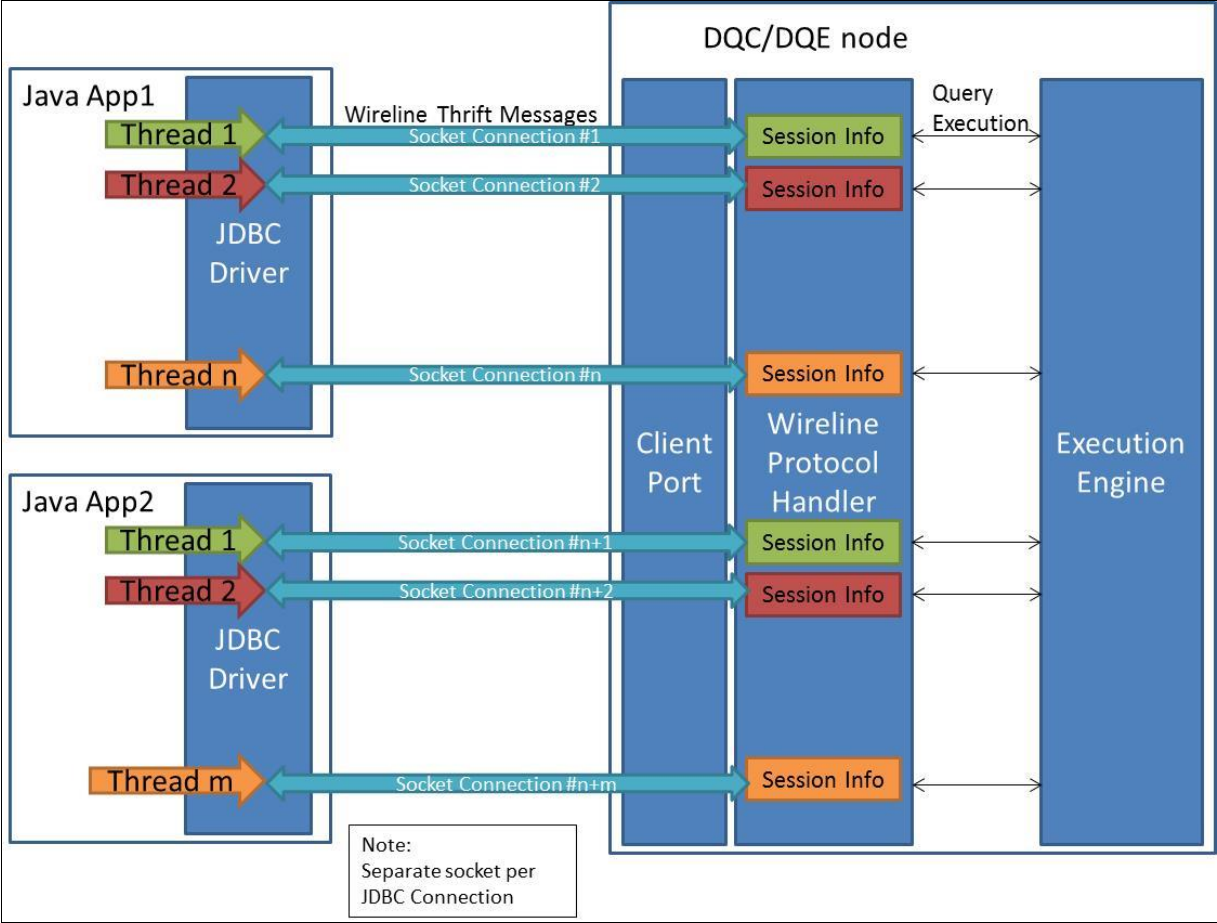 DQC/DQE node
Java App1
Thread 1
Thread 2
JDBC
Driver
Thread n
Wireline Thrift Messages
Socket Connection #1
Socket Connection #2
Socket Connection #n
Client
Port
Session Info
Session Info
Session Info
Wireline
Protocol
Handler
Query
Execution
Execution
Engine
Java App2
Thread 1
Thread 2
JDBC
Driver
Thread m
Socket Connection #n+1
Socket Connection #n+2
Socket Connection #n+m
Session Info
Session Info
Session Info
Note:
Separate socket per
JDBC Connection